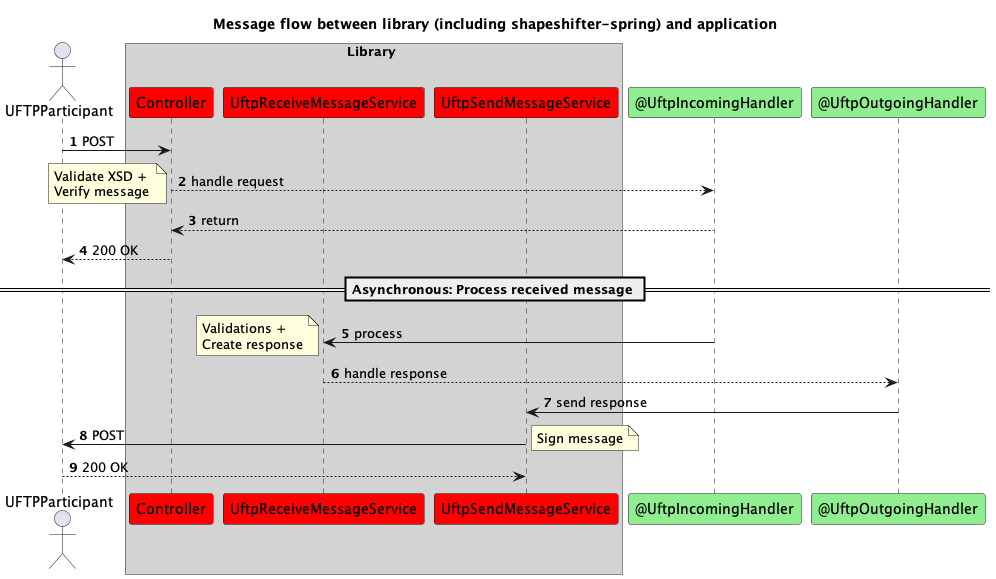 Message flow between library (including shapeshifter-spring) and application
Library
UFTPParticipant
Controller
UftpReceiveMessageService
UftpSendMessageService
@UftpIncomingHandler
@UftpOutgoingHandler
1 POST
Validate XSD +
Verify message
2 handle request
3 return
4 200 OK
Asynchronous: Process received message
Validations +
Create response
5 process
6 handle response
7 send response
8 POST
Sign message
9 200 OK
UFTPParticipant
Controller
UftpReceiveMessageService
UftpSendMessageService
@UftpIncomingHandler
@UftpOutgoingHandler